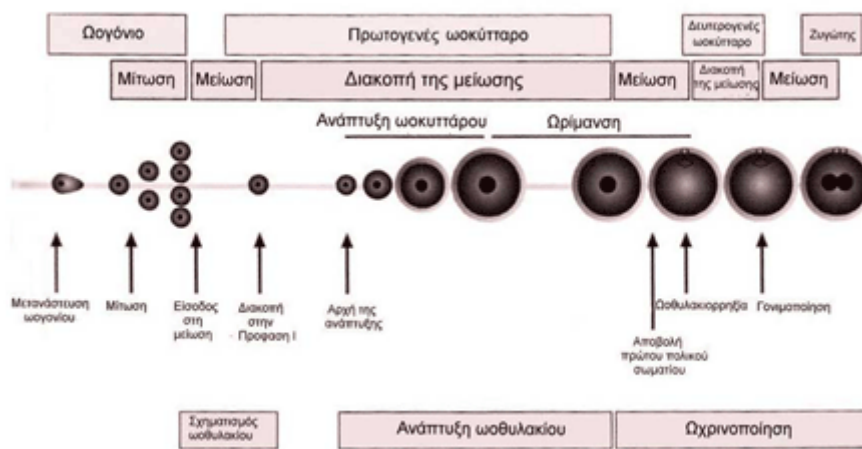 Ωογόνιο
Πρωτογενές ωοκύτταρο
Δευτερογενές
ωοκύτταρο
Ζυγώτης
Μίτωση
Μείωση
Διακοπή της μείωσης
Μείωση
Διακοπή
της μείωσης
Μείωση
Ανάπτυξη ωοκυττάρου
Ωρίμανση
Μετανάστευση
ωογονίου
Μίτωση
Είσοδος
στη
μείωση
Διακοπή
στην
Προφαση Ι
Αρχή της
ανάπτυξης
Αποβολή
πρώτου πολικού
σωματίου
Ωοθυλακιορρηξία
Γονιμοποίηση
Σχηματισμός
ωοθυλακίου
Ανάπτυξη ωοθυλακίου
Ωχρινοποίηση